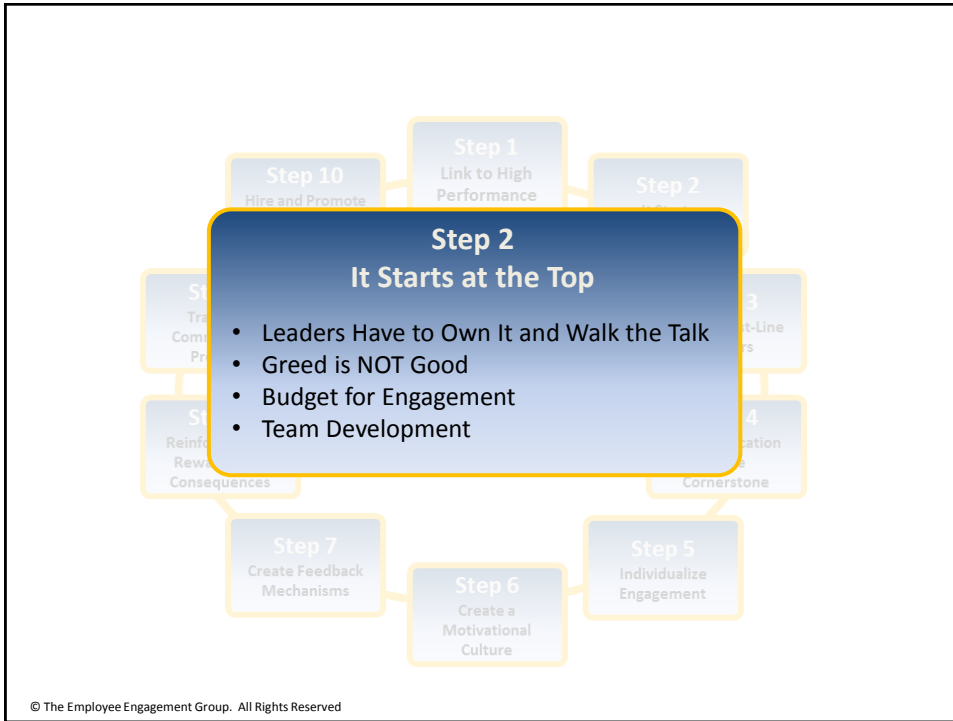 Step 1
Link to High
Performance
Step 10
Hire and Promote
Step 2
Step 2
It Starts at the Top
• Leaders Have to Own It and Walk the Talk
• Greed is NOT Good
• Budget for Engagement
• Team Development
3
4
Cornerstone
Consequences
Step 7
Create Feedback
Mechanisms
Step 6
Create a
Motivational
Culture
Step 5
Individualize
Engagement
© The Employee Engagement Group. All Rights Reserved